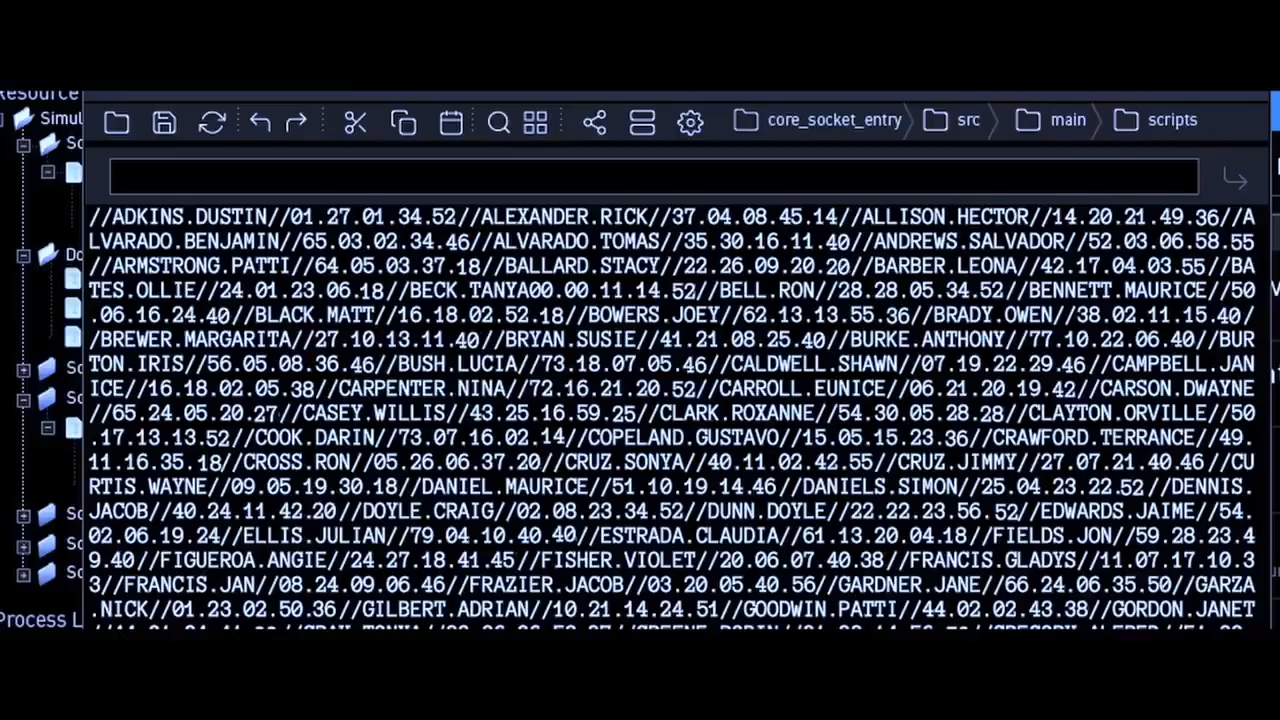 Resource
Simul
core_socket_entry
src
main
scripts
//ADKINS.DUSTIN//01.27.01.34.52//ALEXANDER.RICK//37.04.08.45.14//ALLISON.HECTOR//14.20.21.49.36//A
LVARADO.BENJAMIN//65.03.02.34.46//ALVARADO.TOMAS//35.30.16.11.40//ANDREWS.SALVADOR//52.03.06.58.55
//ARMSTRONG.PATTI//64.05.03.37.18//BALLARD.STACY//22.26.09.20.20//BARBER.LEONA//42.17.04.03.55//BA
TES.OLLIE//24.01.23.06.18//BECK.TANYA00.00.11.14.52//BELL.RON//28.28.05.34.52//BENNETT.MAURICE//50
.06.16.24.40//BLACK.MATT//16.18.02.52.18//BOWERS.JOEY//62.13.13.55.36//BRADY.OWEN//38.02.11.15.40/
/BREWER.MARGARITA//27.10.13.11.40//BRYAN.SUSIE//41.21.08.25.40//BURKE.ANTHONY//77.10.22.06.40//BUR
TON.IRIS//56.05.08.36.46//BUSH.LUCIA//73.18.07.05.46//CALDWELL.SHAWN//07.19.22.29.46//CAMPBELL.JAN
ICE//16.18.02.05.38//CARPENTER.NINA//72.16.21.20.52//CARROLL.EUNICE//06.21.20.19.42//CARSON.DWAYNE
//65.24.05.20.27//CASEY.WILLIS//43.25.16.59.25//CLARK.ROXANNE//54.30.05.28.28//CLAYTON.ORVILLE//50
.17.13.13.52//COOK.DARIN//73.07.16.02.14//COPELAND.GUSTAVO//15.05.15.23.36//CRAWFORD.TERRANCE//49.
11.16.35.18//CROSS.RON//05.26.06.37.20//CRUZ.SONYA//40.11.02.42.55//CRUZ.JIMMY//27.07.21.40.46//CU
RTIS.WAYNE//09.05.19.30.18//DANIEL.MAURICE//51.10.19.14.46//DANIELS.SIMON//25.04.23.22.52//DENNIS.
JACOB//40.24.11.42.20//DOYLE.CRAIG//02.08.23.34.52//DUNN.DOYLE//22.22.23.56.52//EDWARDS.JAIME//54.
02.06.19.24//ELLIS.JULIAN//79.04.10.40.40//ESTRADA.CLAUDIA//61.13.20.04.18//FIELDS.JON//59.28.23.4
9.40//FIGUEROA.ANGIE//24.27.18.41.45//FISHER.VIOLET//20.06.07.40.38//FRANCIS.GLADYS//11.07.17.10.3
3//FRANCIS.JAN//08.24.09.06.46//FRAZIER.JACOB//03.20.05.40.56//GARDNER.JANE//66.24.06.35.50//GARZA
.NICK//01.23.02.50.36//GILBERT.ADRIAN//10.21.14.24.51//GOODWIN.PATTI//44.02.02.43.38//GORDON.JANET
Sc
Do
Sc
Sc
Sc
Sc
Sc
Process L